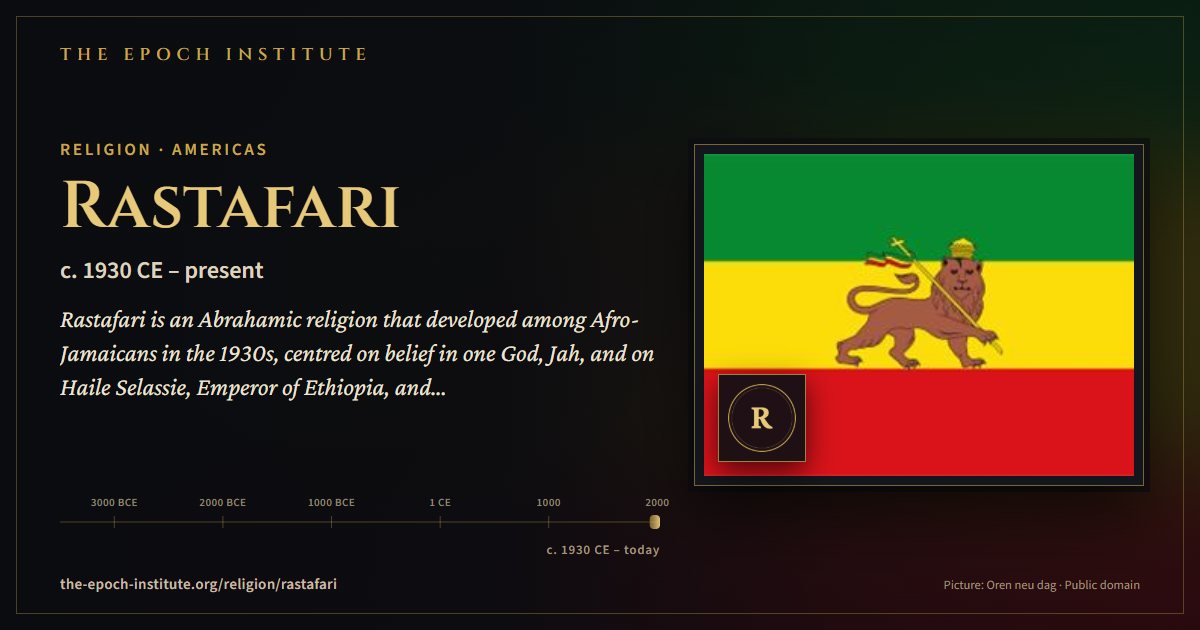 THE EPOCH INSTITUTE
RELIGION · AMERICAS
RASTAFARI
c. 1930 CE – present
Rastafari is an Abrahamic religion that developed among Afro-
Jamaicans in the 1930s, centred on belief in one God, Jah, and on
Haile Selassie, Emperor of Ethiopia, and...
R
3000 BCE 2000 BCE 1000 BCE 1 CE 1000 2000
c. 1930 CE – today
the-epoch-institute.org/religion/rastafari
Picture: Oren neu dag · Public domain